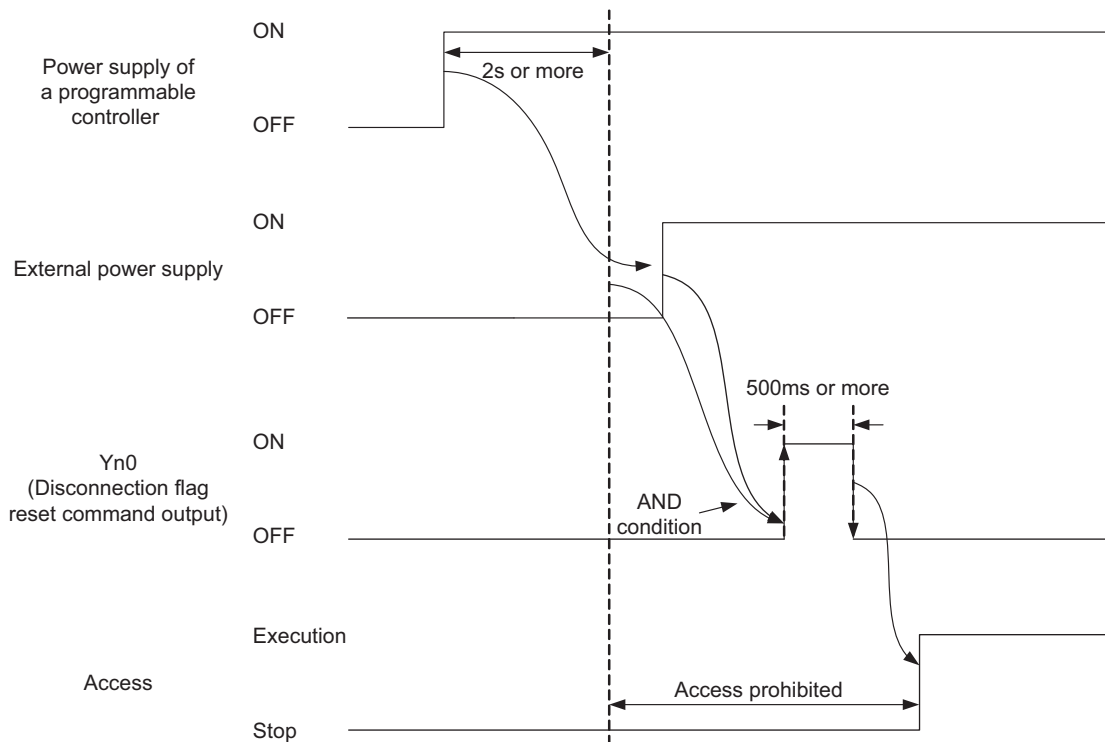 ON
Power supply of
a programmable
controller
2s or more
OFF
ON
External power supply
OFF
500ms or more
ON
Yn0
(Disconnection flag
reset command output)
AND
condition
OFF
Execution
Access
Access prohibited
Stop